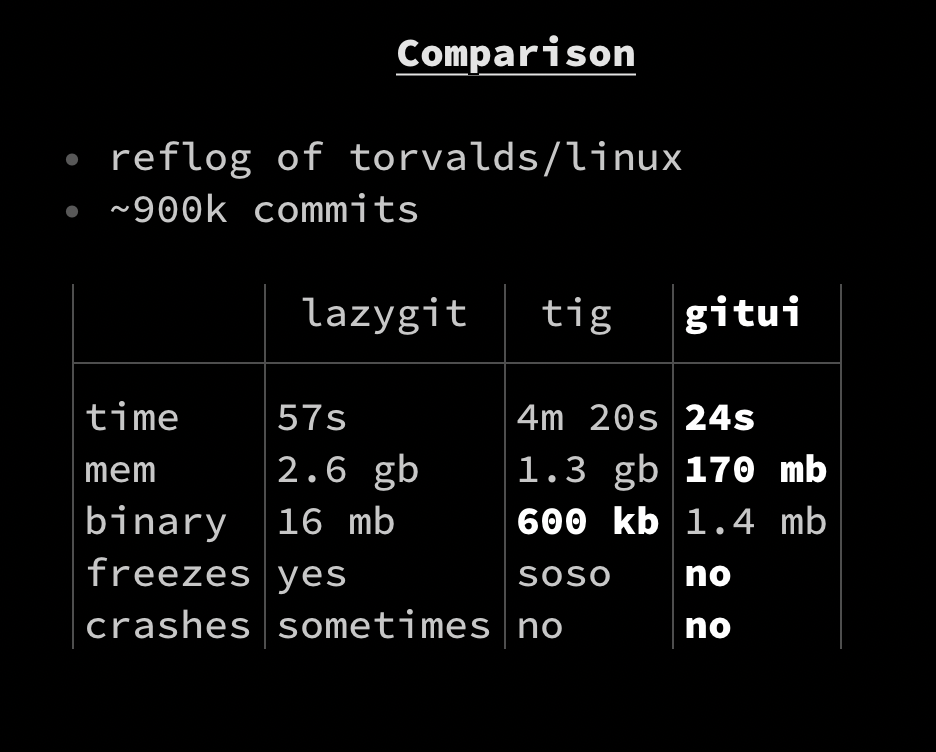 Comparison
reflog of torvalds/linux
~900k commits
lazygit tig gitui
time 57s 4m 20s 24s
mem 2.6 gb 1.3 gb 170 mb
binary 16 mb 600 kb 1.4 mb
freezes yes soso no
crashes sometimes no no